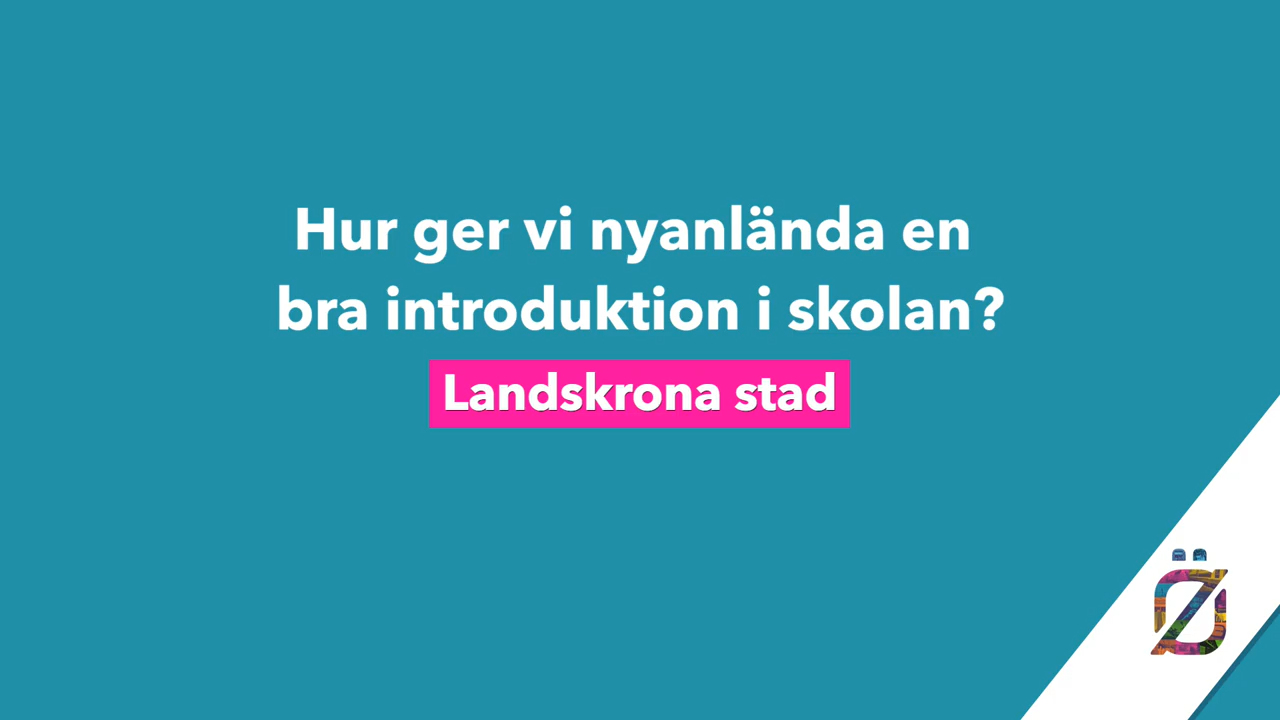 Hur ger vi nyanlända en
bra introduktion i skolan?
Landskrona stad